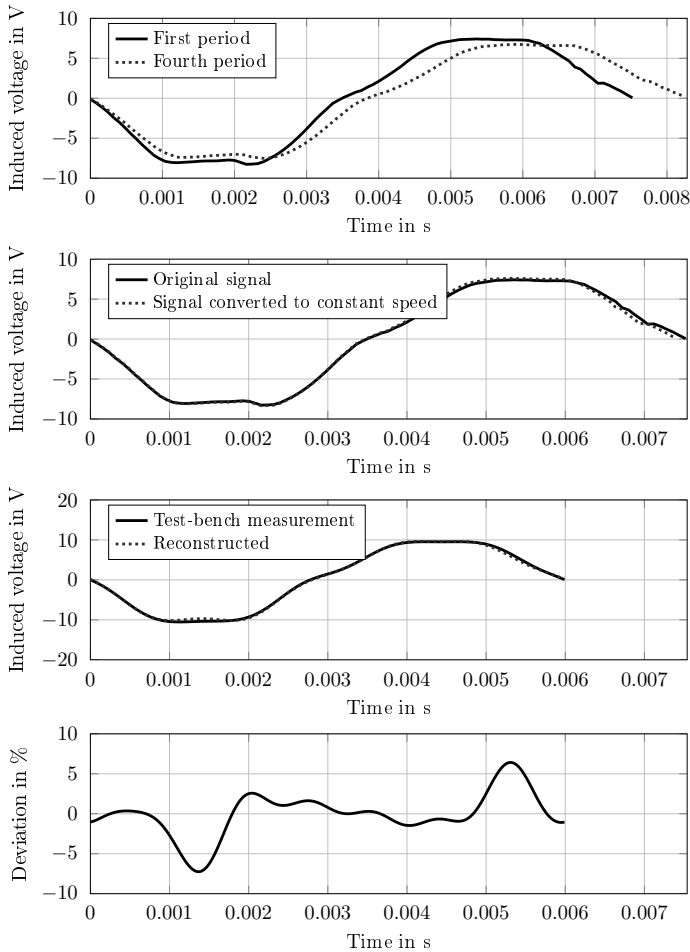 Induced voltage in V
10
5
0
−5
−10
First period
Fourth period
0 0.001 0.002 0.003 0.004 0.005 0.006 0.007 0.008
Time in s
Induced voltage in V
10
5
0
−5
−10
Original signal
Signal converted to constant speed
0 0.001 0.002 0.003 0.004 0.005 0.006 0.007
Time in s
Induced voltage in V
20
10
0
−10
−20
Test-bench measurement
Reconstructed
0 0.001 0.002 0.003 0.004 0.005 0.006 0.007
Time in s
Deviation in %
10
5
0
−5
−10
0 0.001 0.002 0.003 0.004 0.005 0.006 0.007
Time in s